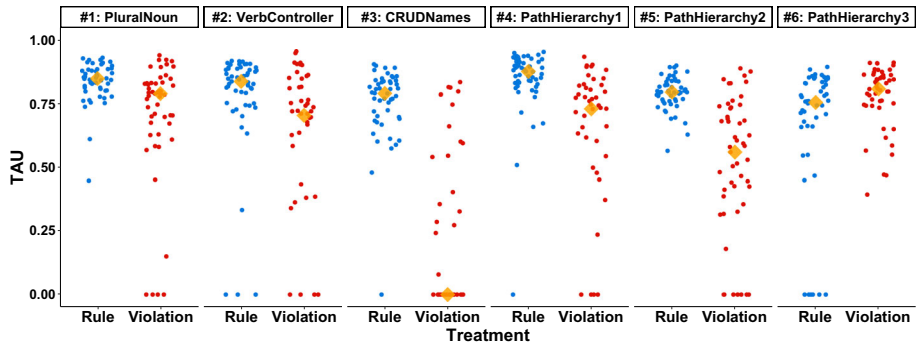 #1: PluralNoun #2: VerbController #3: CRUDNames #4: PathHierarchy1 #5: PathHierarchy2 #6: PathHierarchy3
1.00
0.75
0.50
0.25
0.00
TAU
Rule Violation Rule Violation Rule Violation Rule Violation Rule Violation Rule Violation
Treatment